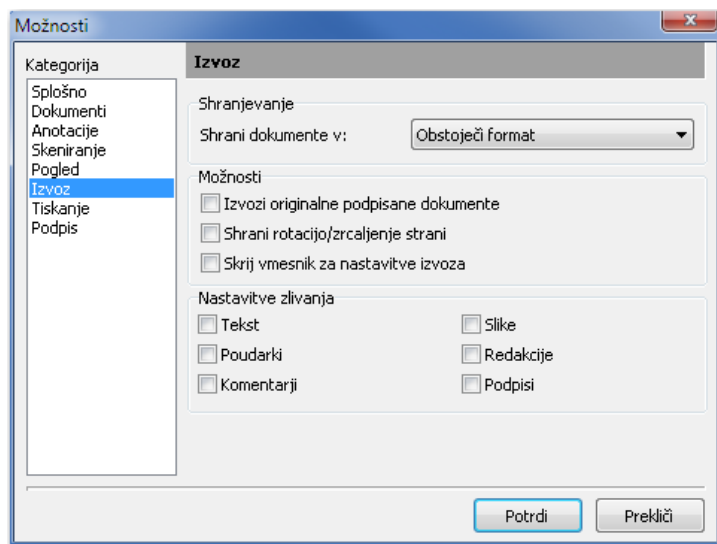 Možnosti
Kategorija
Splošno
Dokumenti
Anotacije
Skeniranje
Pogled
Izvoz
Tiskanje
Podpis
Izvoz
Shranjevanje
Shrani dokumente v: Obstoječi format
Možnosti
Izvozi originalne podpisane dokumente
Shrani rotacijo/zrcaljenje strani
Skrij vmesnik za nastavitve izvoza
Nastavitve zlivanja
Tekst Slike
Poudarki Redakcije
Komentarji Podpisi
Potrdi Prekliči